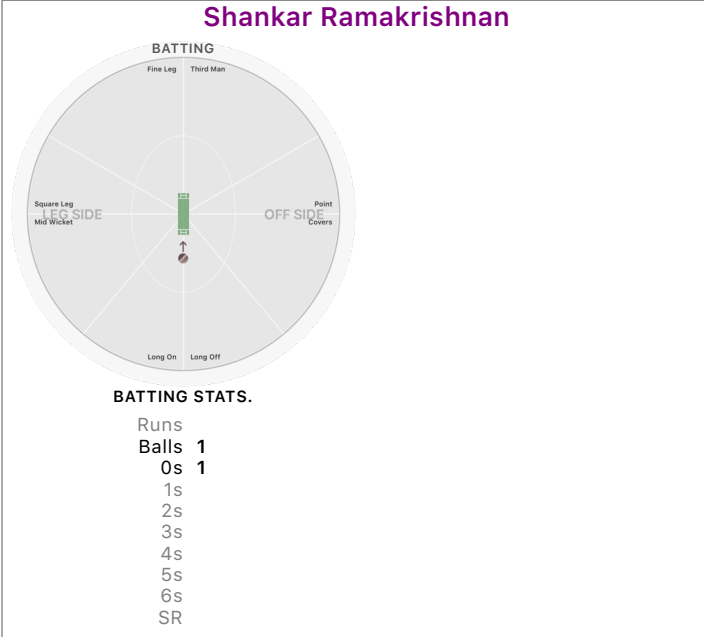 Shankar Ramakrishnan
BATTING
Fine Leg Third Man
Square Leg Point
LEG SIDE OFF SIDE
Mid Wicket Covers
Long On Long Off
BATTING STATS.
Runs
Balls 1
0s 1
1s
2s
3s
4s
5s
6s
SR